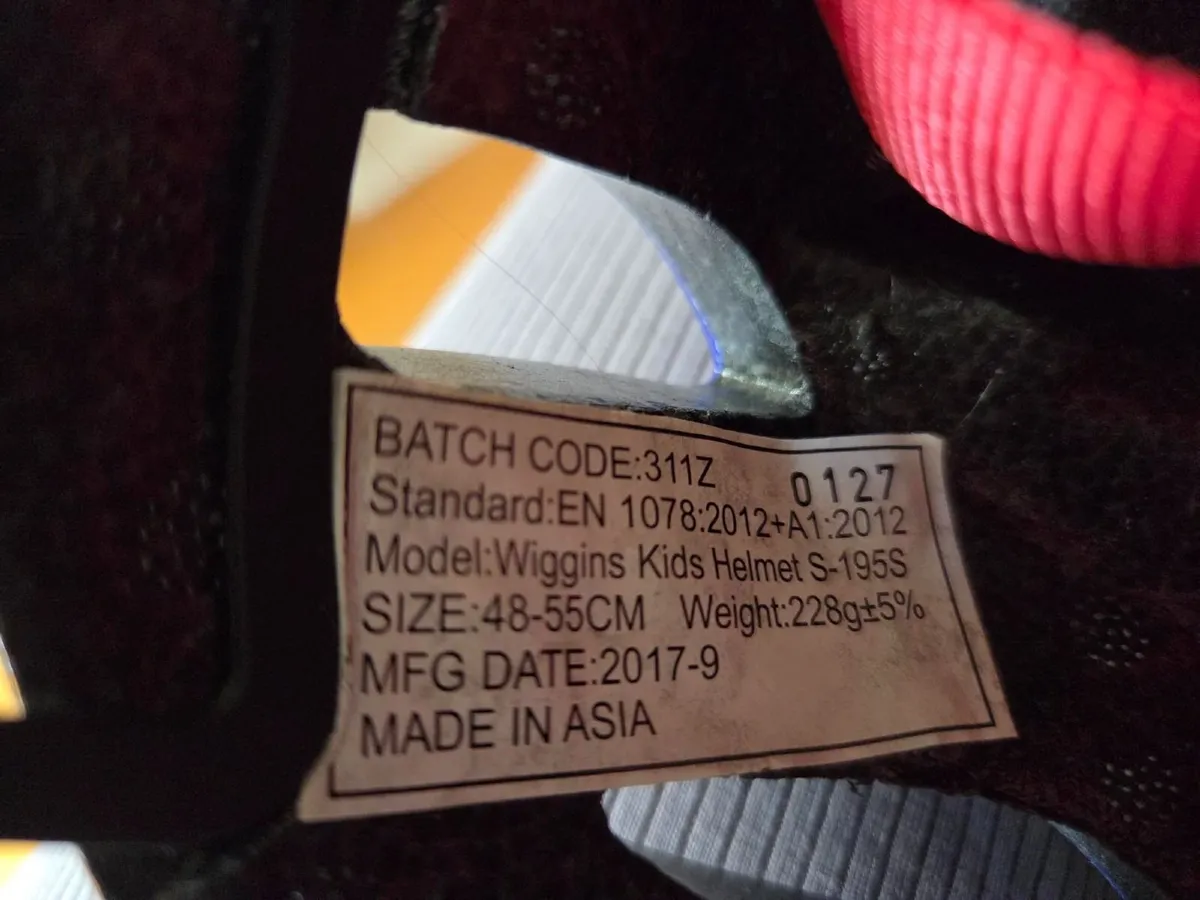 BATCH CODE:311Z 0127
Standard:EN 1078:2012+A1:2012
Model:Wiggins Kids Helmet S-195S
SIZE:48-55CM Weight:228g±5%
MFG DATE:2017-9
MADE IN ASIA